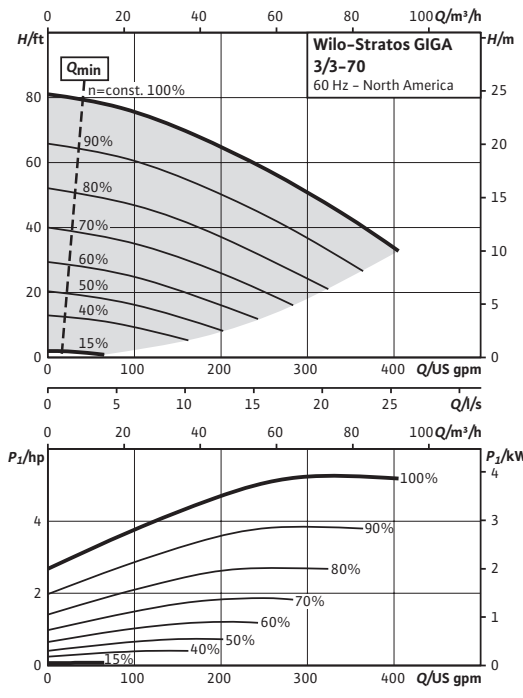 0 20 40 60 80 100 Q/m³/h
H/ft
H/m
Wilo-Stratos GIGA
3/3-70
60 Hz – North America
Qmin
n=const. 100%
90%
80%
70%
60%
50%
40%
15%
80
60
40
20
0
25
20
15
10
5
0
0 100 200 300 400 Q/US gpm
0 5 10 15 20 25 Q/l/s
0 20 40 60 80 100 Q/m³/h
P1/hp
P1/kW
100%
90%
80%
70%
60%
50%
40%
15%
4
2
0
4
3
2
1
0
0 100 200 300 400 Q/US gpm